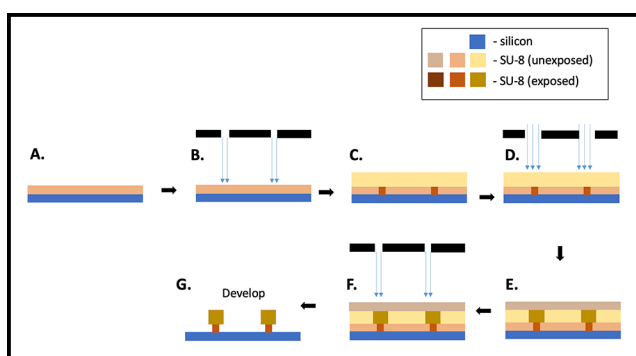 - silicon
- SU-8 (unexposed)
- SU-8 (exposed)
A.
B.
C.
D.
G.
Develop
F.
E.